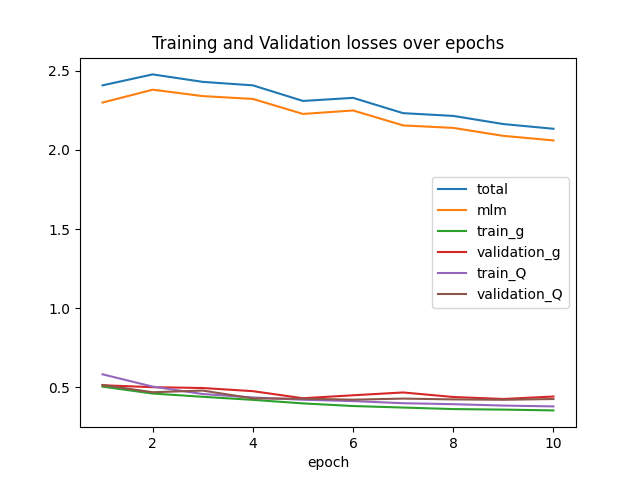 Training and Validation losses over epochs
2.5
2.0
1.5
1.0
0.5
total
mlm
train_g
validation_g
train_Q
validation_Q
2 4 6 8 10
epoch